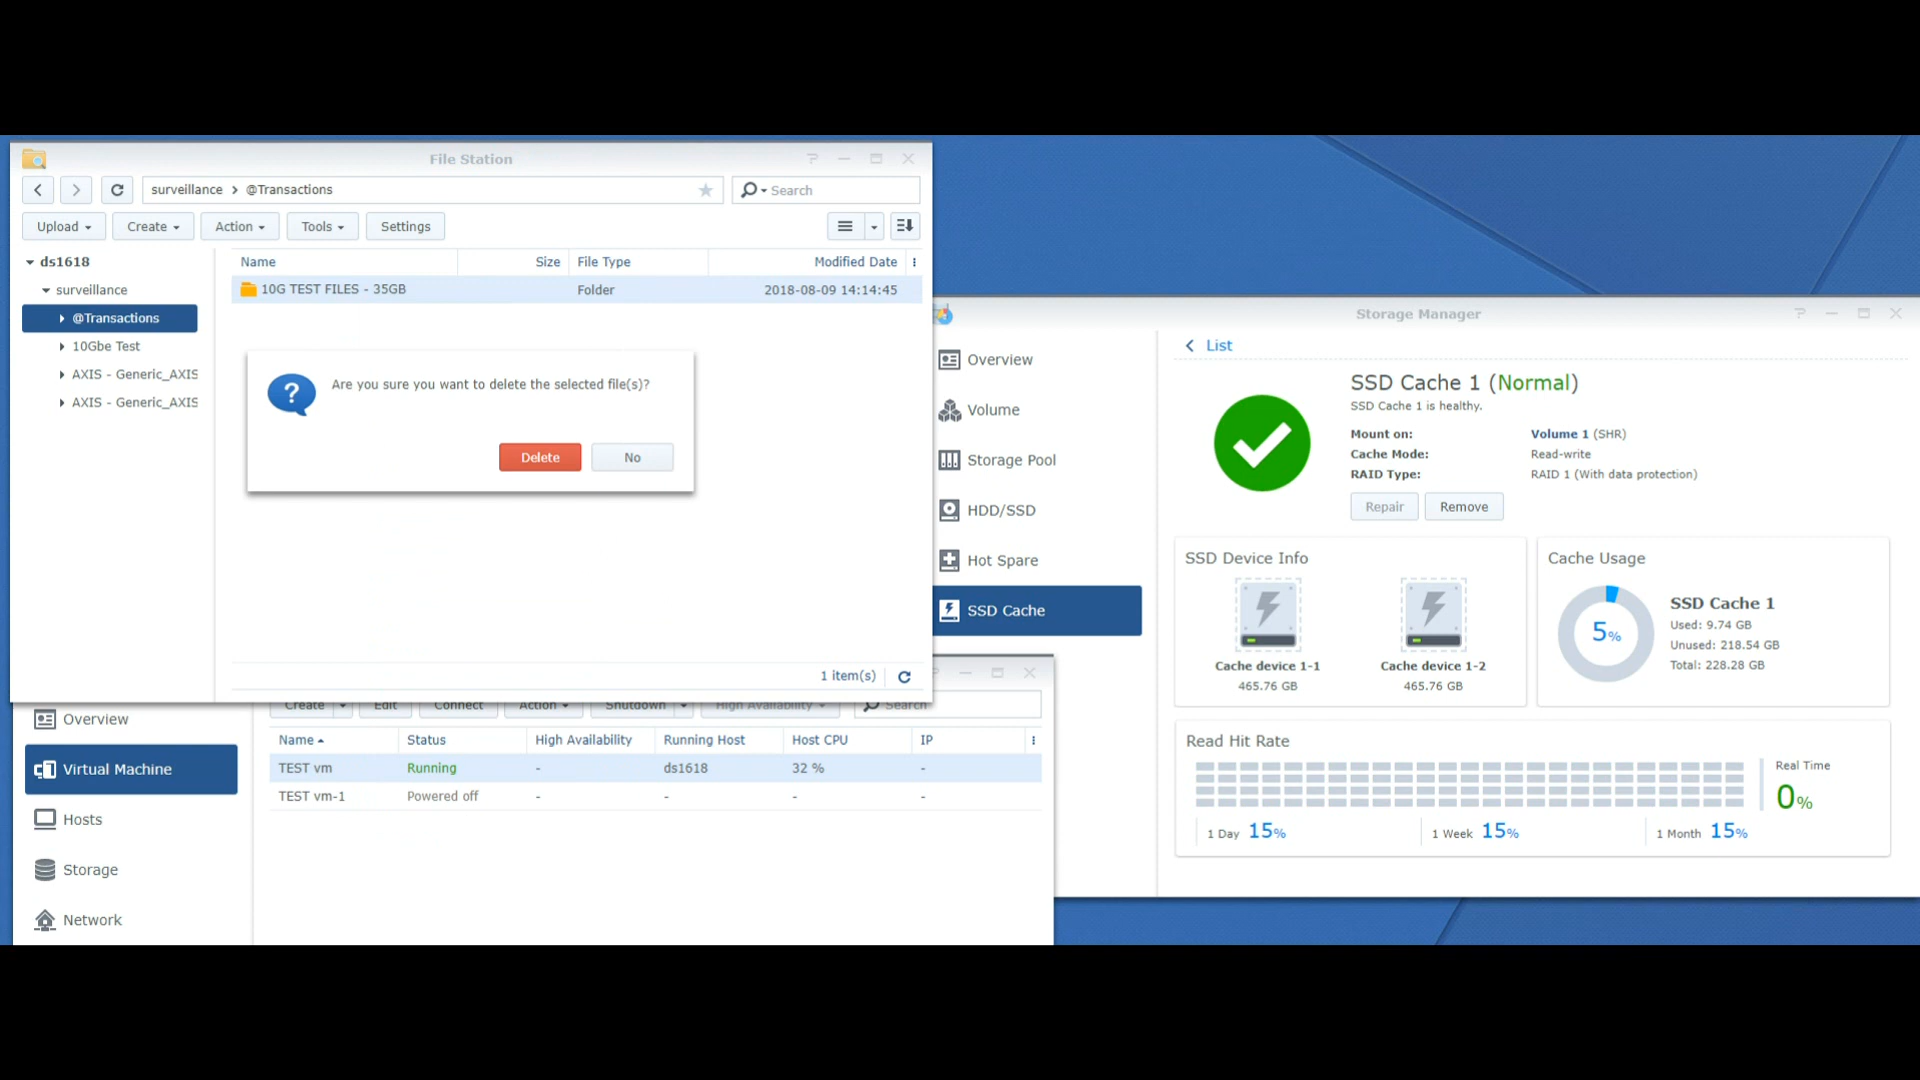 File Station
surveillance > @Transactions
Search
Upload
Create
Action
Tools
Settings
ds1618
surveillance
@Transactions
10Gbe Test
AXIS - Generic_AXIS
AXIS - Generic_AXIS
Name Size File Type Modified Date
10G TEST FILES - 35GB Folder 2018-08-09 14:14:45
?
Are you sure you want to delete the selected file(s)?
Delete
No
1 item(s)
Overview
Virtual Machine
Hosts
Storage
Network
Create
Edit
Connect
Action
Shutdown
High Availability
Search
Name Status High Availability Running Host Host CPU IP
TEST vm Running - ds1618 32 % -
TEST vm-1 Powered off - - - -
Storage Manager
Overview
Volume
Storage Pool
HDD/SSD
Hot Spare
SSD Cache
List
SSD Cache 1 (Normal)
SSD Cache 1 is healthy.
Mount on: Volume 1 (SHR)
Cache Mode: Read-write
RAID Type: RAID 1 (With data protection)
Repair
Remove
SSD Device Info
Cache device 1-1
465.76 GB
Cache device 1-2
465.76 GB
Cache Usage
5%
SSD Cache 1
Used: 9.74 GB
Unused: 218.54 GB
Total: 228.28 GB
Read Hit Rate
Real Time
0%
1 Day 15%
1 Week 15%
1 Month 15%